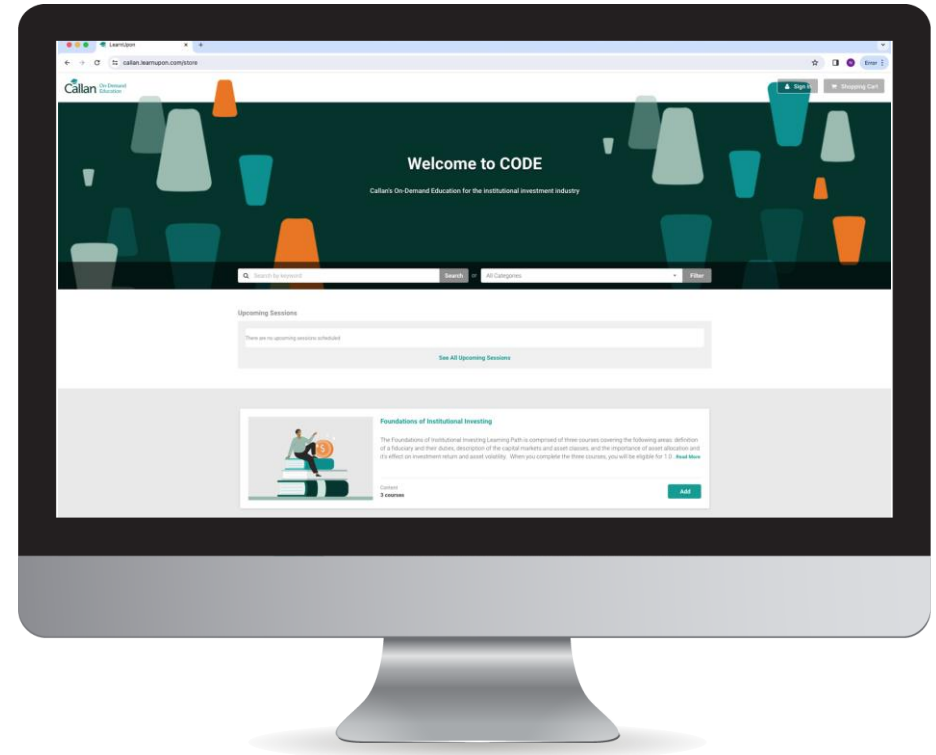 LearnUpon
callan.learnupon.com/store
Error
Callan On-Demand
Education
Sign in
Shopping Cart
Welcome to CODE
Callan's On-Demand Education for the institutional investment industry
Search by keyword
Search or All Categories Filter
Upcoming Sessions
There are no upcoming sessions scheduled
See All Upcoming Sessions
Foundations of Institutional Investing
The Foundations of Institutional Investing Learning Path is comprised of three courses covering the following areas: definition
of a fiduciary and their duties, description of the capital markets and asset classes, and the importance of asset allocation and
it's effect on investment return and asset volatility. When you complete the three courses, you will be eligible for 1.0. Read More
Content
3 courses
Add